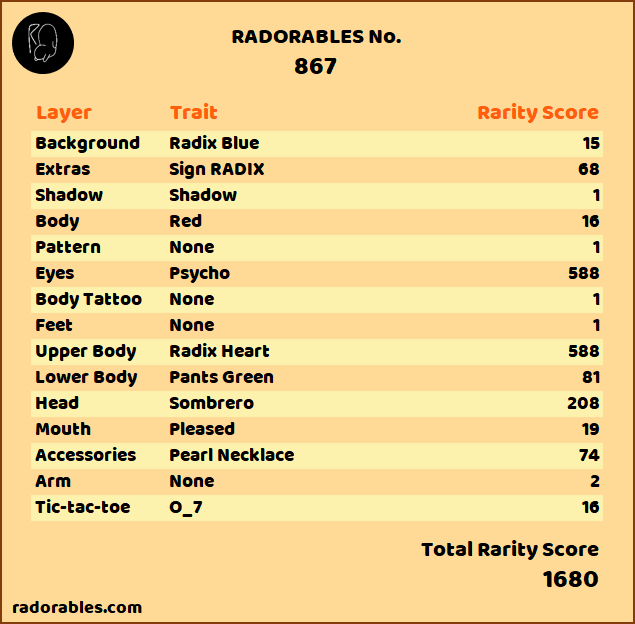 RADORABLES No.
867
Layer Trait Rarity Score
Background Radix Blue 15
Extras Sign RADIX 68
Shadow Shadow 1
Body Red 16
Pattern None 1
Eyes Psycho 588
Body Tattoo None 1
Feet None 1
Upper Body Radix Heart 588
Lower Body Pants Green 81
Head Sombrero 208
Mouth Pleased 19
Accessories Pearl Necklace 74
Arm None 2
Tic-tac-toe O_7 16
Total Rarity Score
1680
radorables.com